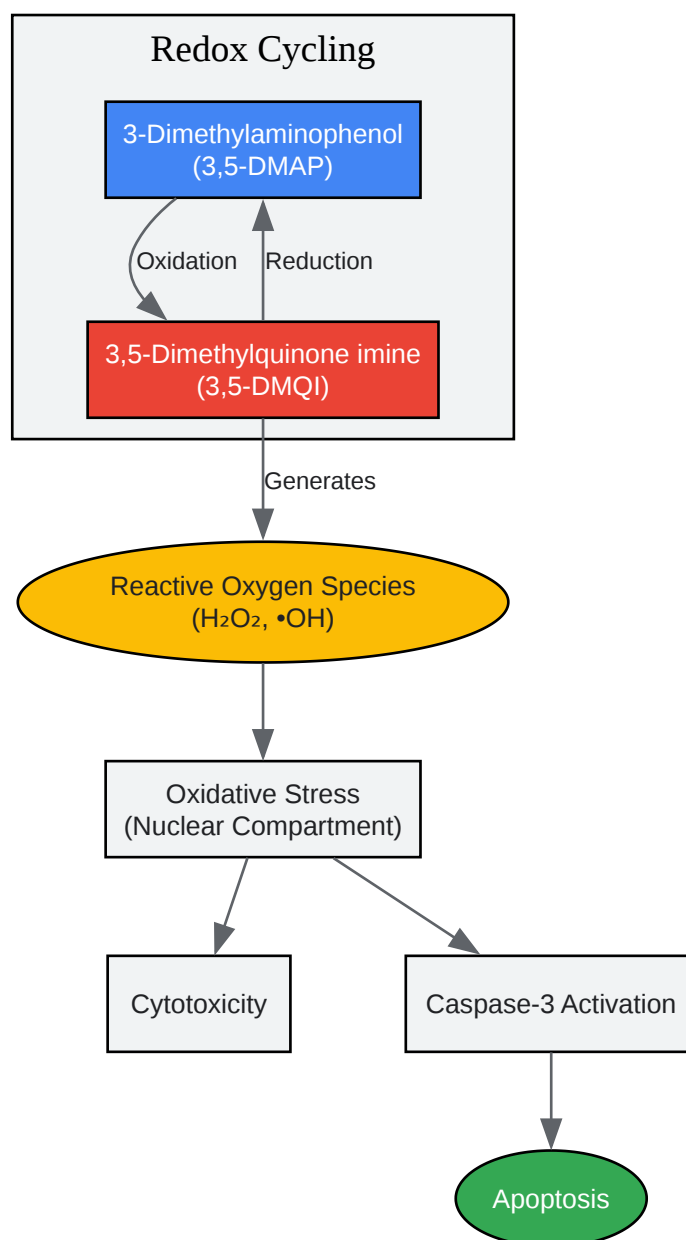 Redox Cycling
3-Dimethylaminophenol
(3,5-DMAP)
Oxidation
Reduction
3,5-Dimethylquinone imine
(3,5-DMQI)
Generates
Reactive Oxygen Species
(H₂O₂, •OH)
Oxidative Stress
(Nuclear Compartment)
Cytotoxicity
Caspase-3 Activation
Apoptosis